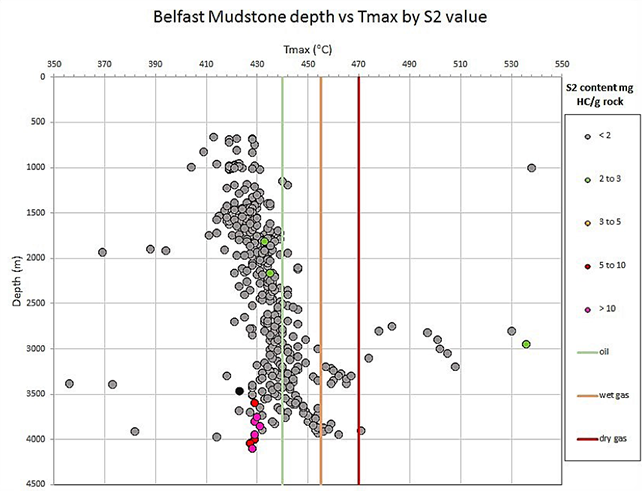 Belfast Mudstone depth vs Tmax by S2 value
Tmax (°C)
350 370 390 410 430 450 470 490 510 530 550
0
500
1000
1500
2000
2500
3000
3500
4000
4500
Depth (m)
S2 content mg
HC/g rock
< 2
2 to 3
3 to 5
5 to 10
> 10
oil
wet gas
dry gas